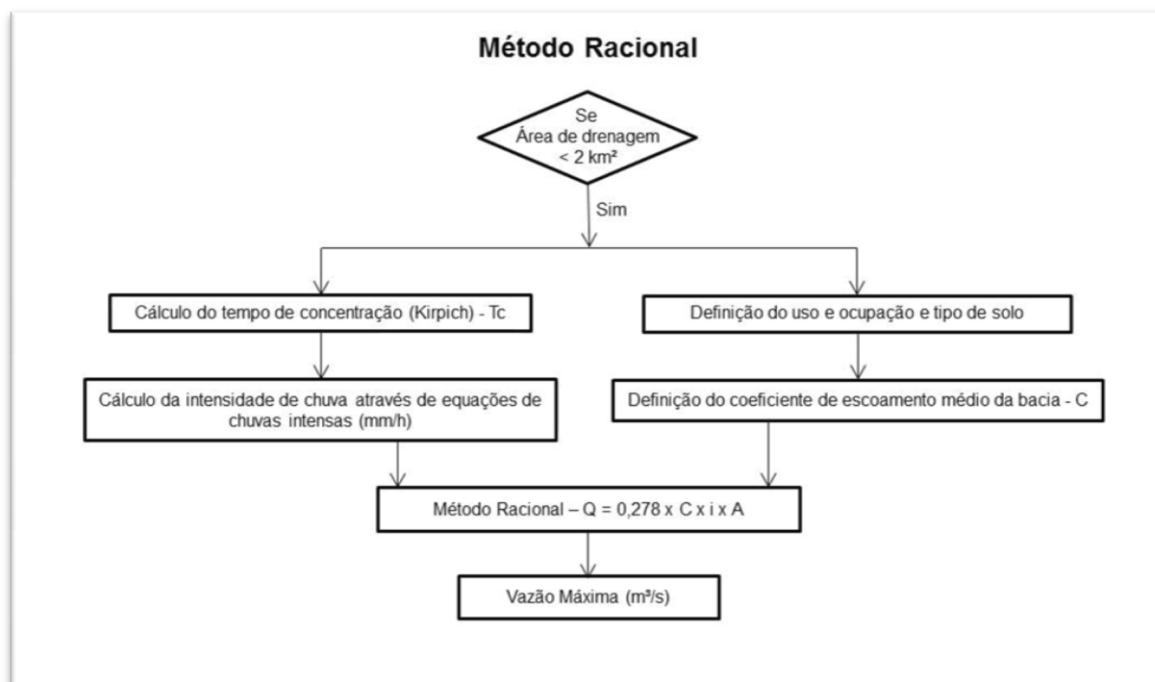 Método Racional
Se
Área de drenagem
< 2 km²
Sim
Cálculo do tempo de concentração (Kirpich) - Tc
Definição do uso e ocupação e tipo de solo
Cálculo da intensidade de chuva através de equações de
chuvas intensas (mm/h)
Definição do coeficiente de escoamento médio da bacia - C
Método Racional – Q = 0,278 x C x i x A
Vazão Máxima (m³/s)